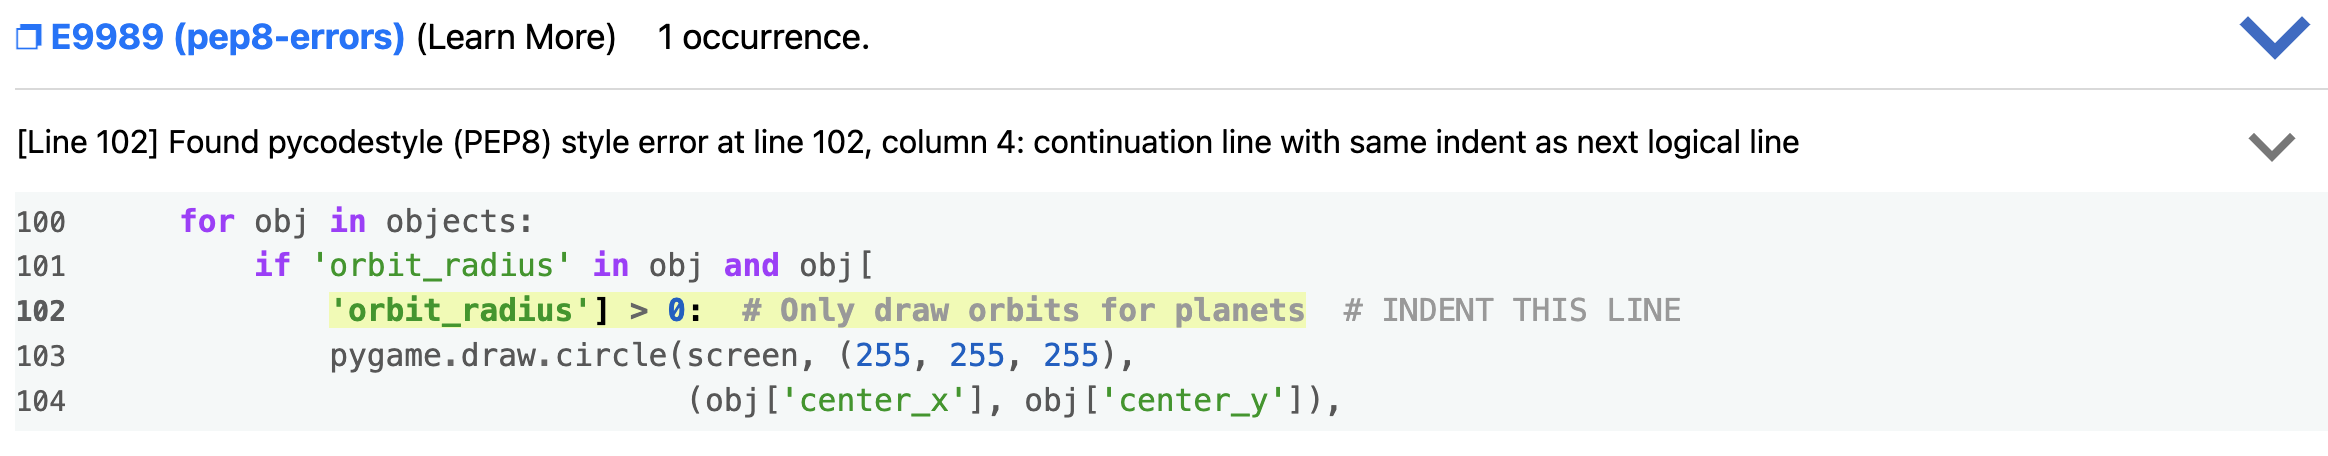 E9989 (pep8-errors) (Learn More) 1 occurrence.
[Line 102] Found pycodestyle (PEP8) style error at line 102, column 4: continuation line with same indent as next logical line
100 for obj in objects:
101 if 'orbit_radius' in obj and obj[
102 'orbit_radius'] > 0:  # Only draw orbits for planets  # INDENT THIS LINE
103 pygame.draw.circle(screen, (255, 255, 255),
104 (obj['center_x'], obj['center_y']),